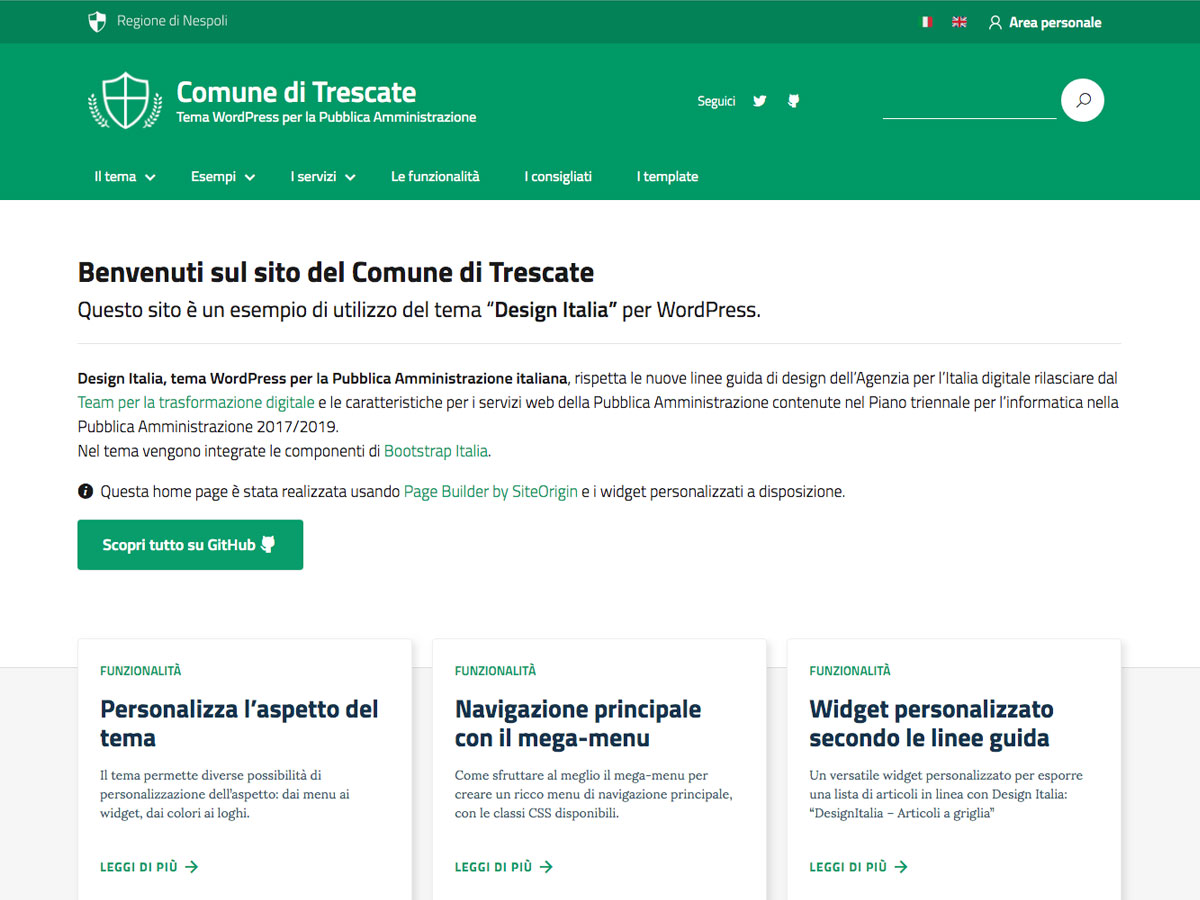 Regione di Nespoli
Area personale
Comune di Trescate
Tema WordPress per la Pubblica Amministrazione
Seguici
Il tema
Esempi
I servizi
Le funzionalità
I consigliati
I template
Benvenuti sul sito del Comune di Trescate
Questo sito è un esempio di utilizzo del tema “Design Italia” per WordPress.
Design Italia, tema WordPress per la Pubblica Amministrazione italiana, rispetta le nuove linee guida di design dell’Agenzia per l’Italia digitale rilasciare dal
Team per la trasformazione digitale e le caratteristiche per i servizi web della Pubblica Amministrazione contenute nel Piano triennale per l’informatica nella
Pubblica Amministrazione 2017/2019.
Nel tema vengono integrate le componenti di Bootstrap Italia.
Questa home page è stata realizzata usando Page Builder by SiteOrigin e i widget personalizzati a disposizione.
Scopri tutto su GitHub
FUNZIONALITÀ
Personalizza l’aspetto del
tema
Il tema permette diverse possibilità di
personalizzazione dell’aspetto: dai menu ai
widget, dai colori ai loghi.
LEGGI DI PIÙ
FUNZIONALITÀ
Navigazione principale
con il mega-menu
Come sfruttare al meglio il mega-menu per
creare un ricco menu di navigazione principale,
con le classi CSS disponibili.
LEGGI DI PIÙ
FUNZIONALITÀ
Widget personalizzato
secondo le linee guida
Un versatile widget personalizzato per esporre
una lista di articoli in linea con Design Italia:
“DesignItalia – Articoli a griglia”
LEGGI DI PIÙ